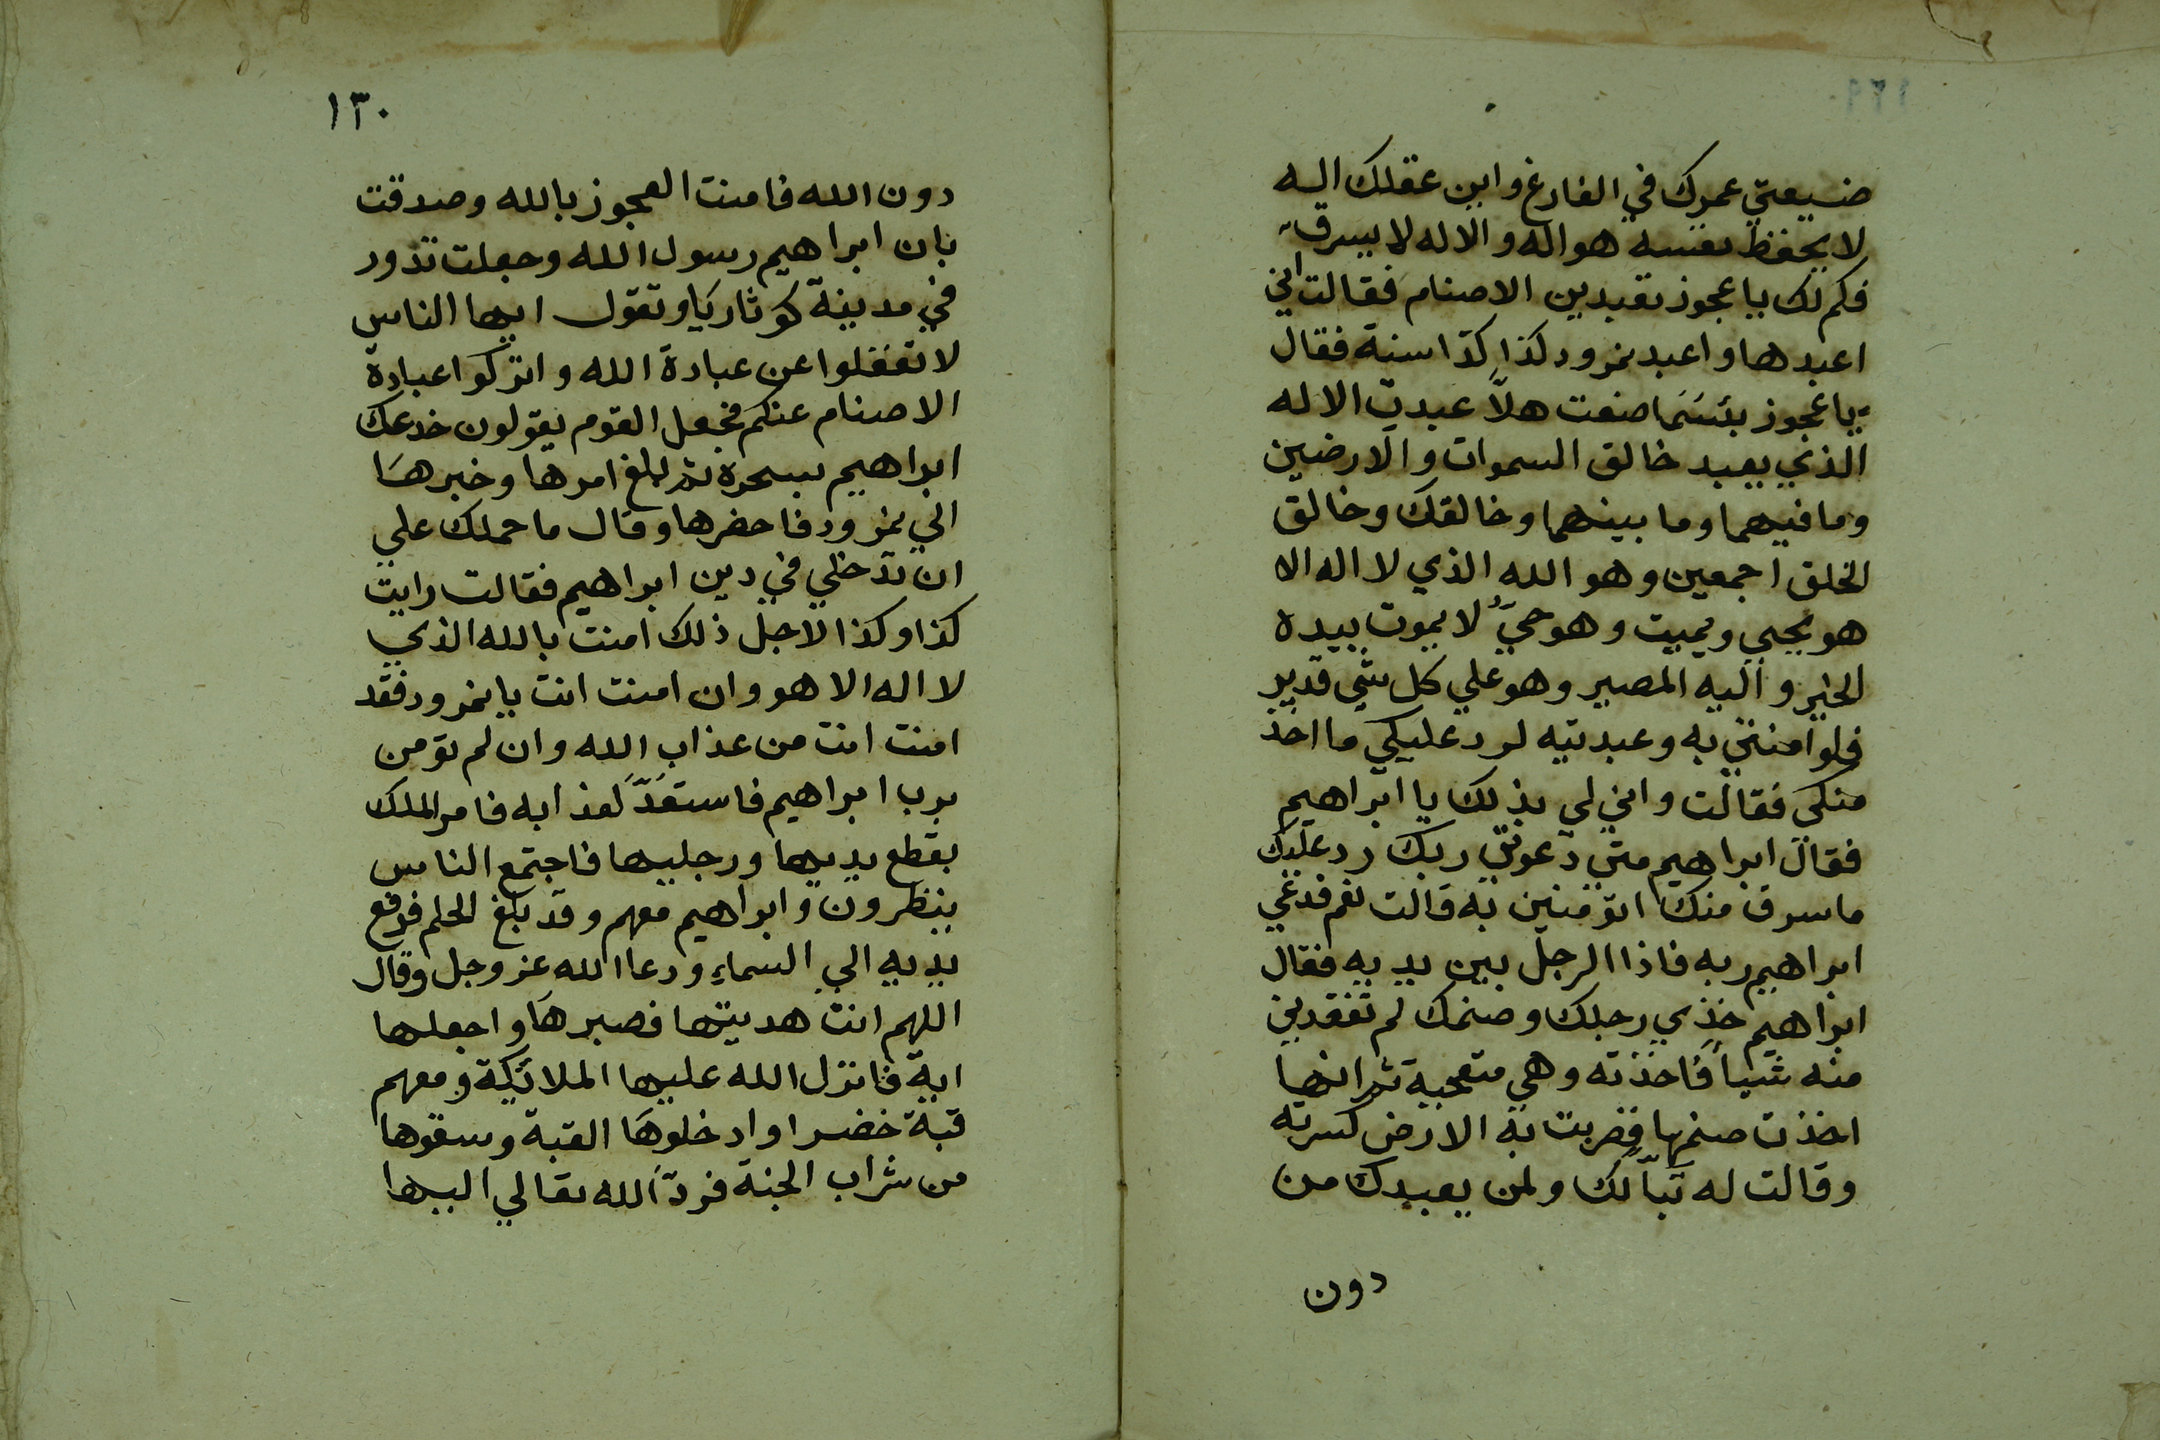 ضيعتي عمرك في الفارغ واين عقلك اله
لا يحفظ نفسه هو اله والاله لا يسرق
فكم لك يا عجوز تعبدين الاصنام فقالت اني
اعبدها واعبد نمرود كذا كذا سنة فقال
يا عجوز بئسما صنعت هلّا عبدت الاله
الذي يعبد خالق السموات والارضين
وما فيهما وما بينهما وخالقك وخالق
الخلق اجمعين وهو الله الذي لا اله الا
هو يحيي ويميت وهو حيّ لا يموت بيده
الخير واليه المصير وهو علي كل شي قدير
فلو امنتي به وعبدتيه لرد عليكي ما اخذ
منكي فقالت واني لي بذلك يا ابراهيم
فقال ابراهيم متي دعوتي ربك رد عليك
ما سرق منك اتؤمنين به قالت نعم فدعي
ابراهيم ربه فاذا الرجل بين يديه فقال
ابراهيم خذي رحلك وصنمك لم تفقدين
منه شياً فاخذته وهي متعجبة ثم انها
اخذت صنمها فضربت به الارض كسرته
وقالت له تبّا لك ولمن يعبدك من
دون
١٣٠
دون الله فامنت العجوز بالله وصدقت
بان ابراهيم رسول الله وجعلت تدور
في مدينة كوثاريا وتقول ايها الناس
لا تغفلوا عن عبادة الله واتركوا عبادة
الاصنام عنكم فجعل القوم يقولون خدعك
ابراهيم بسحره ثم بلغ امرها وخبرها
الي نمرود فاحضرها وقال ما حملك علي
ان تدخلي في دين ابراهيم فقالت رايت
كذا وكذا لاجل ذلك امنت بالله الذي
لا اله الا هو وان امنت انت يا نمرود فقد
امنت انت من عذاب الله وان لم تؤمن
برب ابراهيم فاستعدّ لعذابه فامر الملك
بقطع يديها ورجليها فاجتمع الناس
ينظرون وابراهيم معهم وقد بلغ الحلم فرفع
يديه الي السماء ودعا الله عز وجل وقال
اللهم انت هديتها فصبرها واجعلها
اية فانزل الله عليها الملائكة ومعهم
قبة خضرا وادخلوها القبة وسقوها
من شراب الجنة فردّ الله تعالي اليها